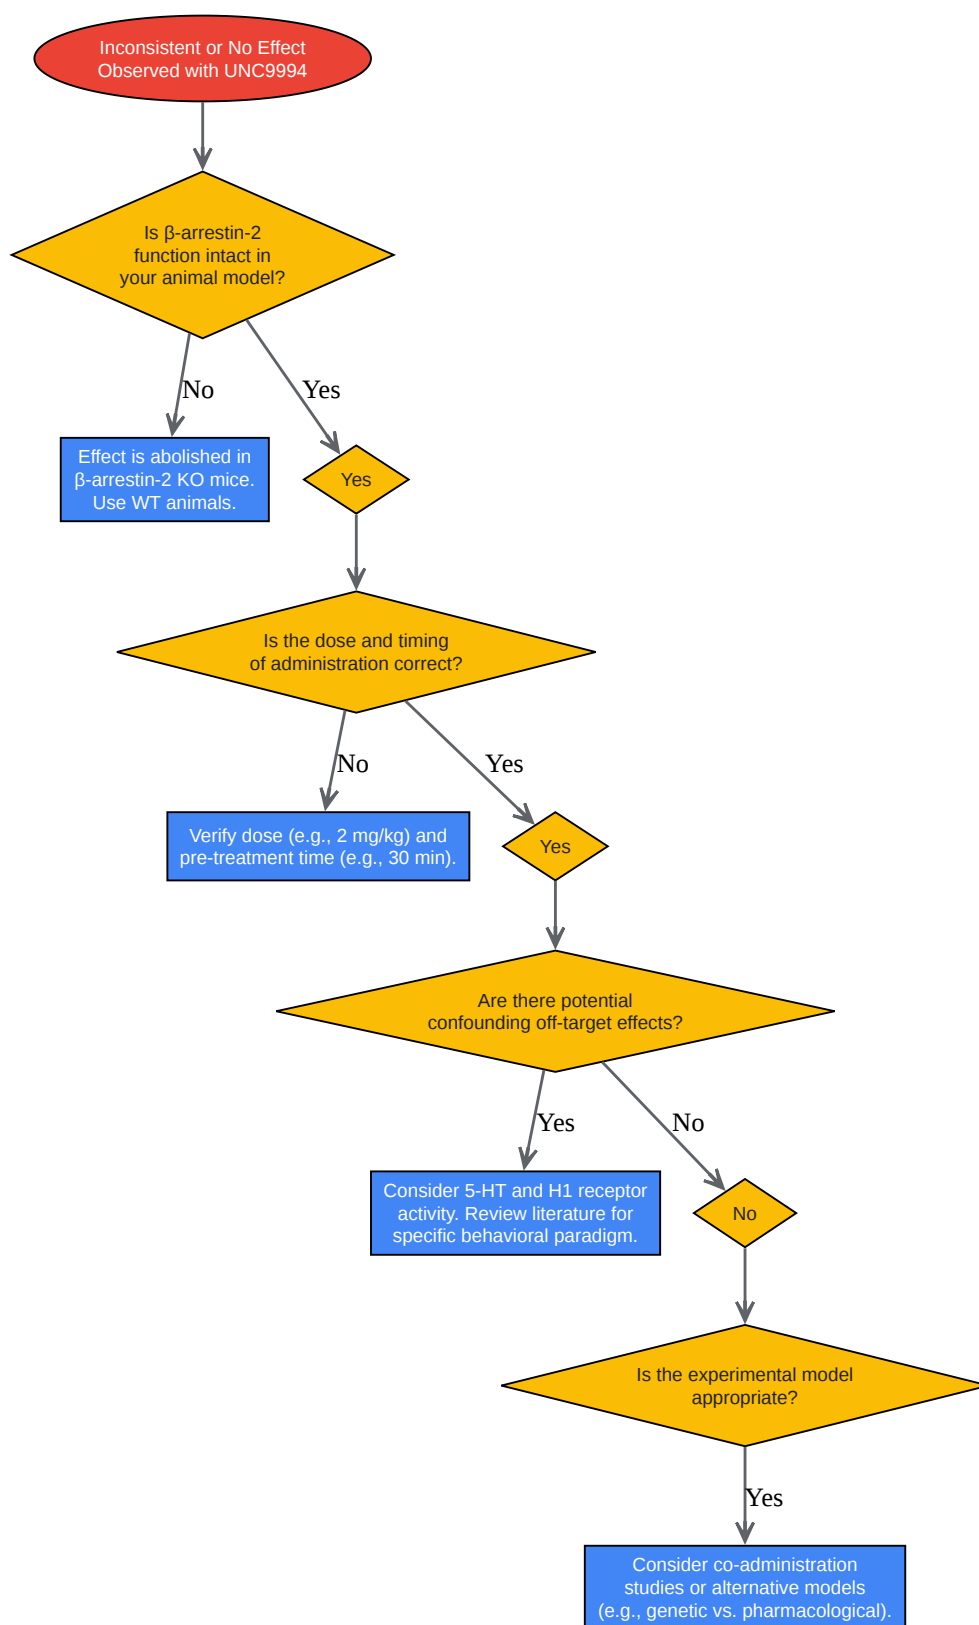 Inconsistent or No Effect
Observed with UNC9994
Is β-arrestin-2
function intact in
your animal model?
No
Yes
Effect is abolished in
β-arrestin-2 KO mice.
Use WT animals.
Yes
Is the dose and timing
of administration correct?
No
Yes
Verify dose (e.g., 2 mg/kg) and
pre-treatment time (e.g., 30 min).
Yes
Are there potential
confounding off-target effects?
Yes
No
Consider 5-HT and H1 receptor
activity. Review literature for
specific behavioral paradigm.
No
Is the experimental model
appropriate?
Yes
Consider co-administration
studies or alternative models
(e.g., genetic vs. pharmacological).